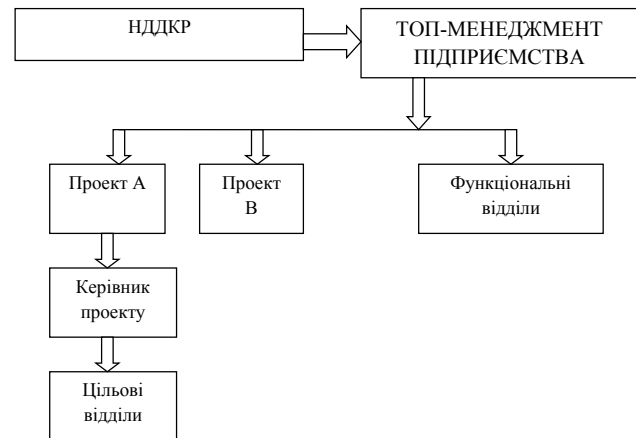 НДДКР
ТОП-МЕНЕДЖМЕНТ
ПІДПРИЄМСТВА
Проект А
Проект
В
Функціональні
відділи
Керівник
проекту
Цільові
відділи